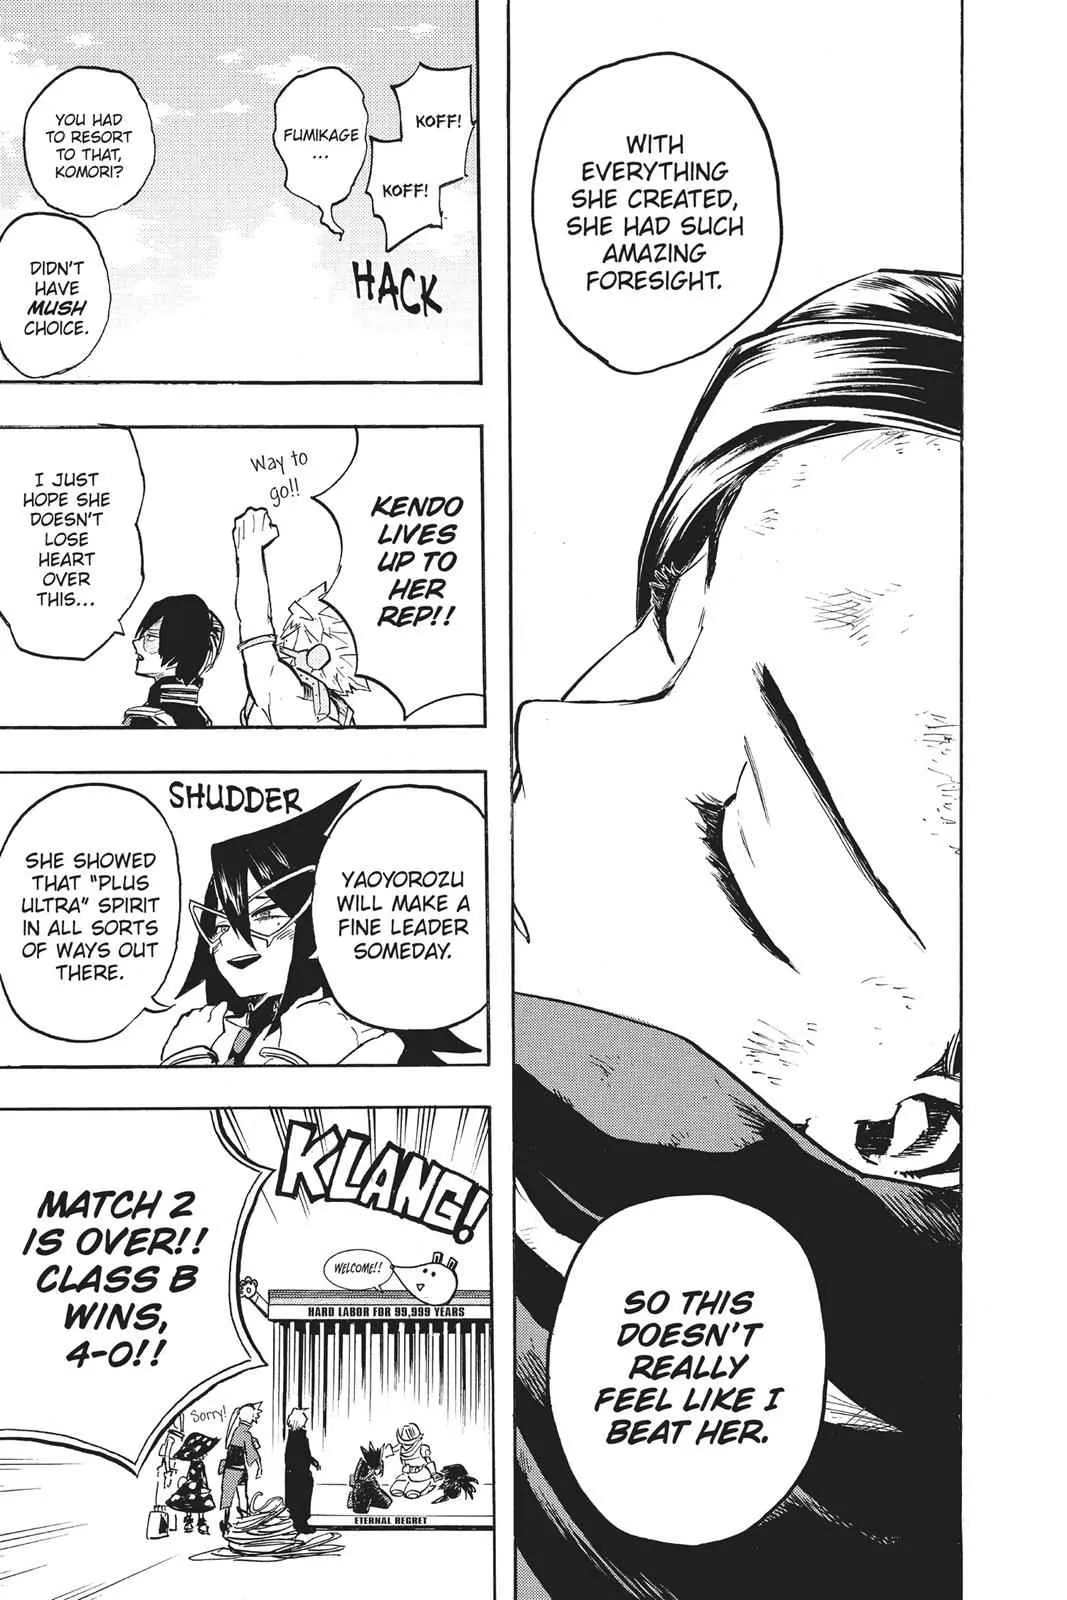 WITH
EVERYTHING
SHE CREATED,
SHE HAD SUCH
AMAZING
FORESIGHT.
SO THIS
DOESN'T
REALLY
FEEL LIKE I
BEAT HER.
KOFF!
KOFF!
HACK
FUMIKAGE
...
YOU HAD
TO RESORT
TO THAT,
KOMORI?
DIDN'T
HAVE
MUSH
CHOICE.
KENDO
LIVES
UP TO
HER
REP!!
Way to
go!!
I JUST
HOPE SHE
DOESN'T
LOSE
HEART
OVER
THIS...
YAOYOROZU
WILL MAKE A
FINE LEADER
SOMEDAY.
SHUDDER
SHE SHOWED
THAT "PLUS
ULTRA" SPIRIT
IN ALL SORTS
OF WAYS OUT
THERE.
KLANG!
WELCOME!!
HARD LABOR FOR 99,999 YEARS
MATCH 2
IS OVER!!
CLASS B
WINS,
4-0!!
Sorry!
ETERNAL REGRET